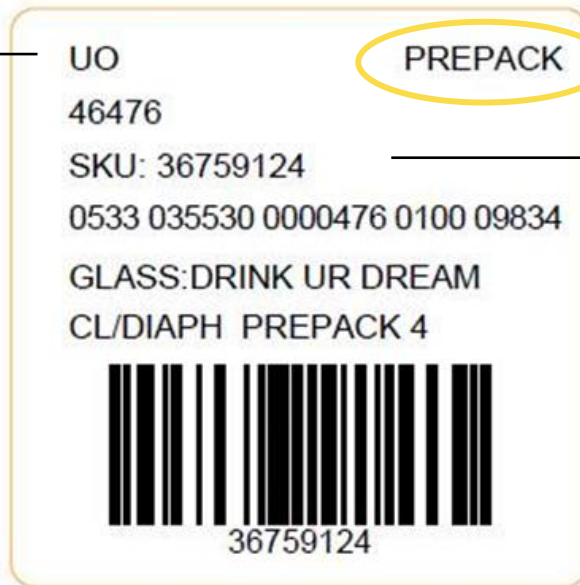 UO PREPACK
46476
SKU: 36759124
0533 035530 0000476 0100 09834
GLASS:DRINK UR DREAM
CL/DIAPH PREPACK 4
36759124